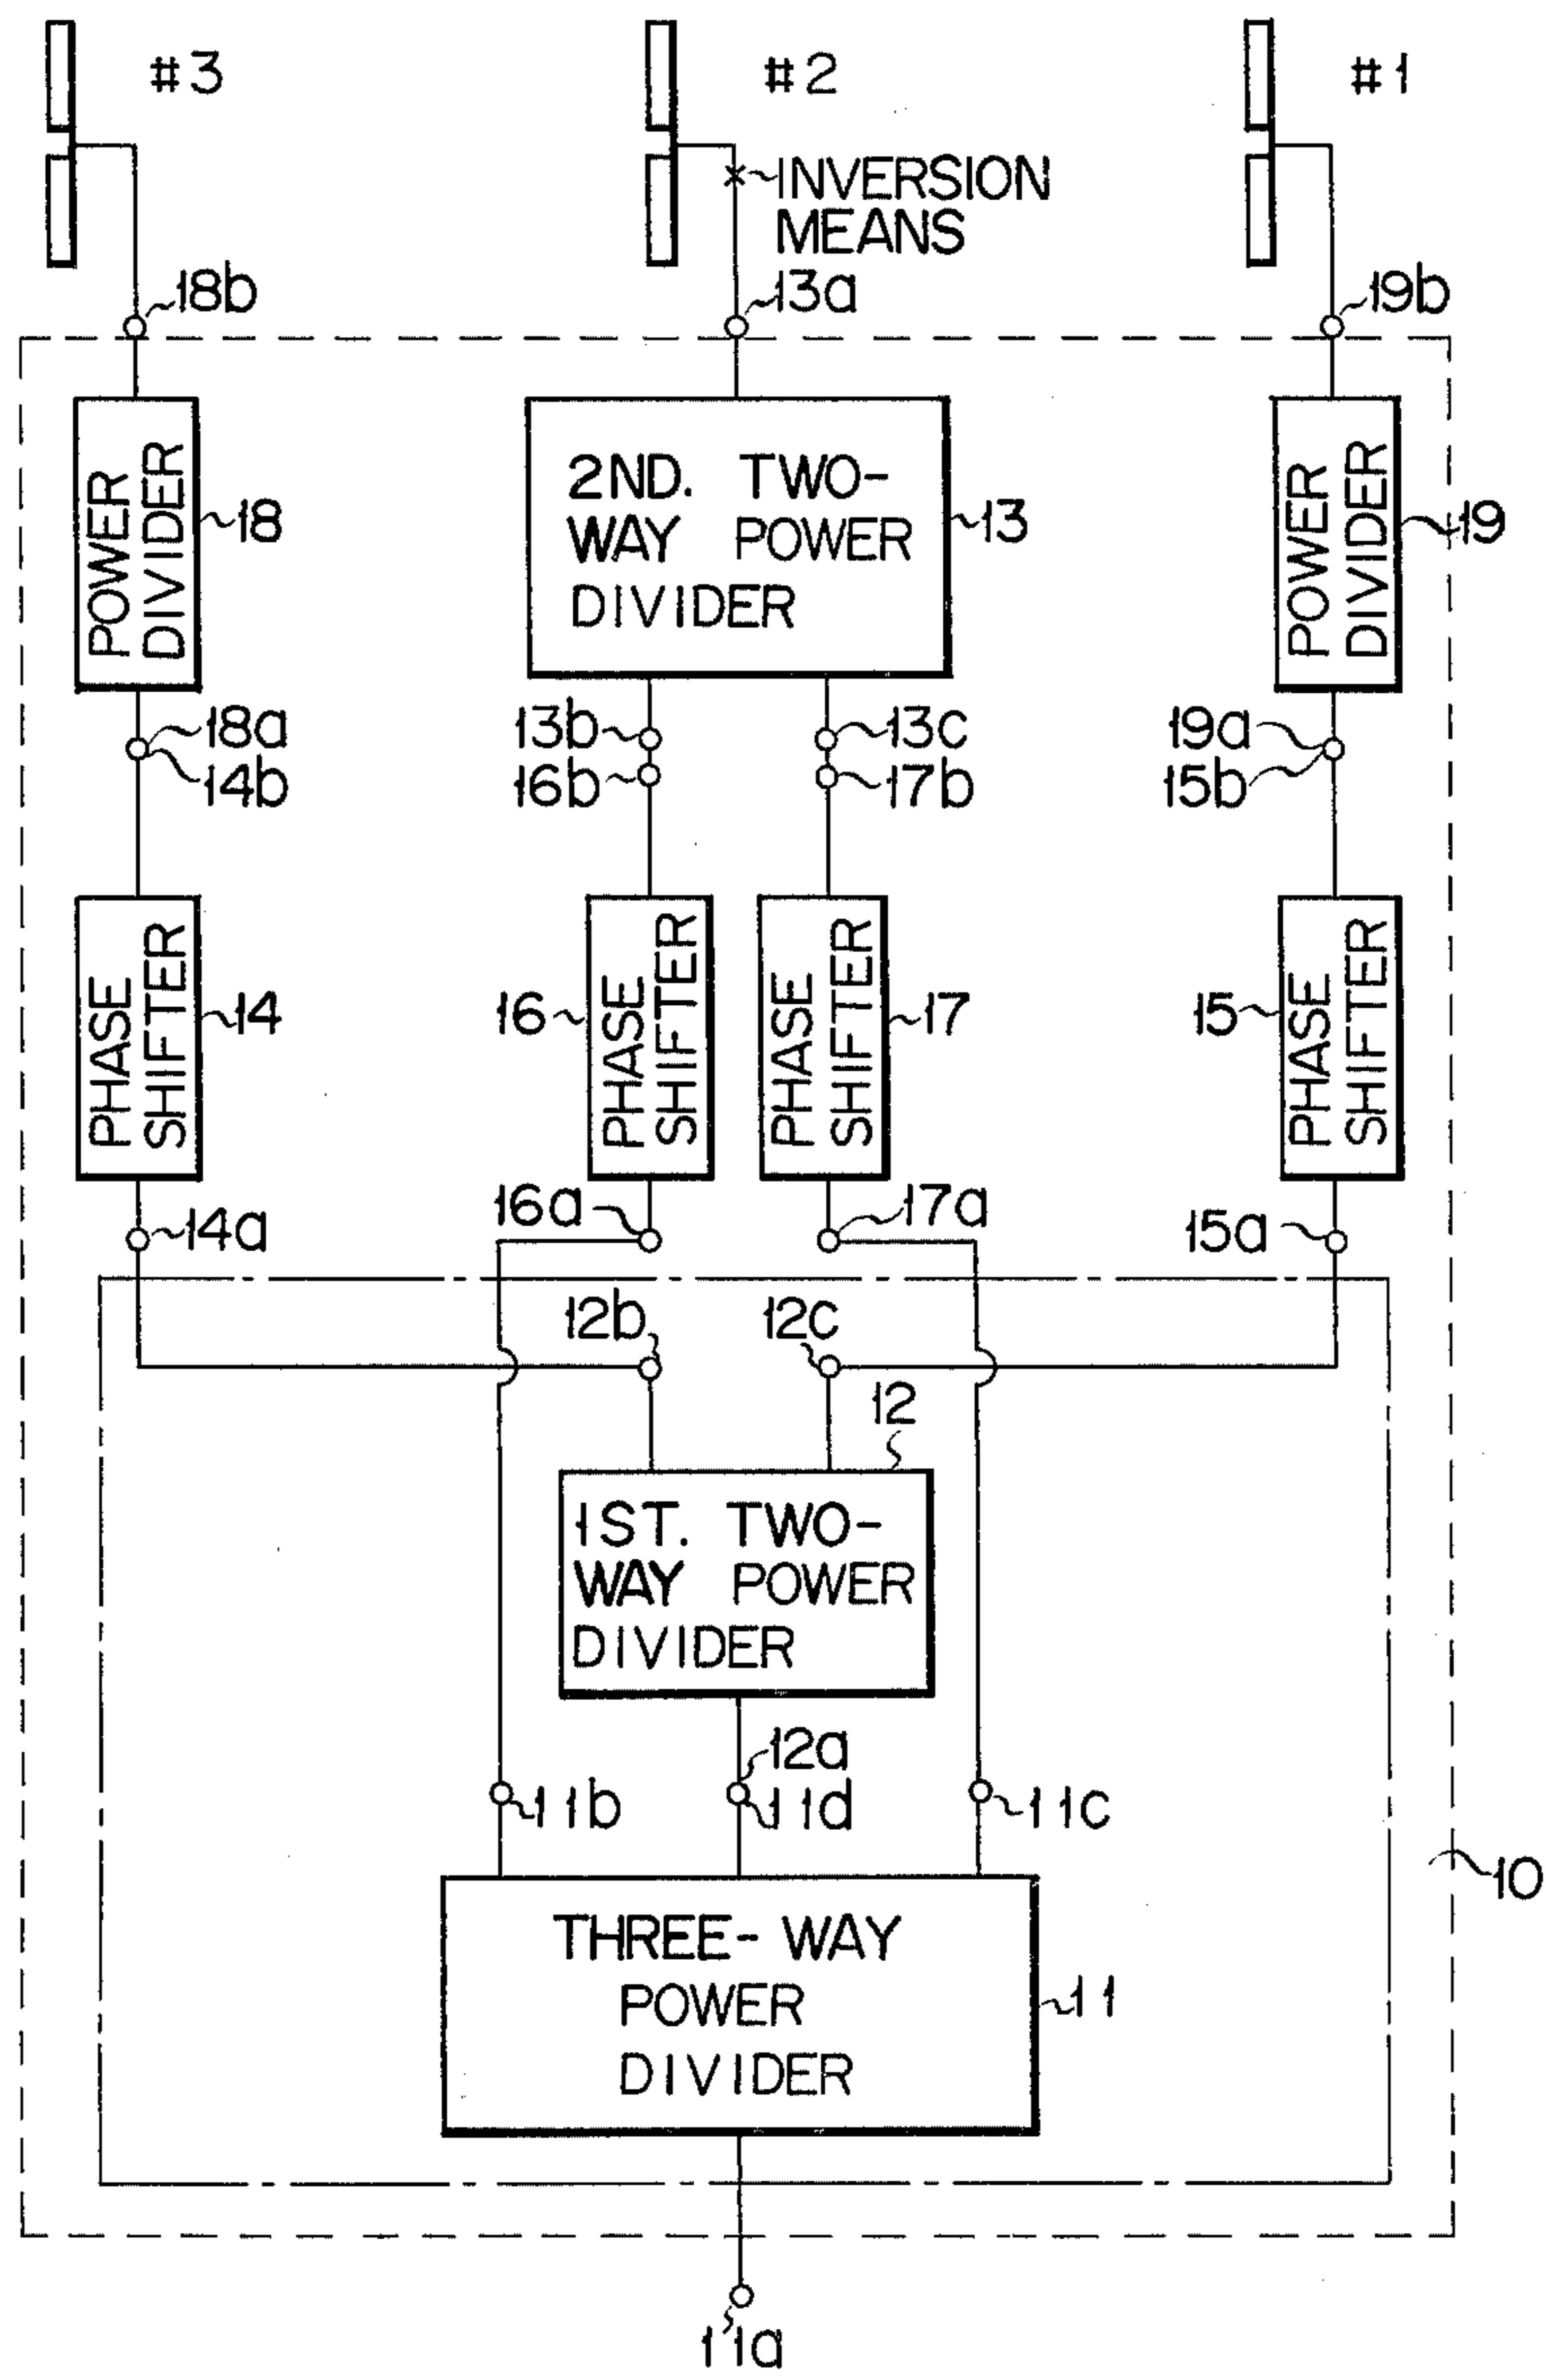 #3
#2
#1
INVERSION
MEANS
18b
13a
19b
POWER
DIVIDER
18
2ND. TWO-
WAY POWER
DIVIDER
13
POWER
DIVIDER
19
18a
14b
13b
16b
13c
17b
19a
15b
PHASE
SHIFTER
14
16
PHASE
SHIFTER
PHASE
SHIFTER
17
15
PHASE
SHIFTER
14a
16a
17a
15a
12b
12c
12
1ST. TWO-
WAY POWER
DIVIDER
12a
11b
11d
11c
10
THREE-WAY
POWER
DIVIDER
11
11a